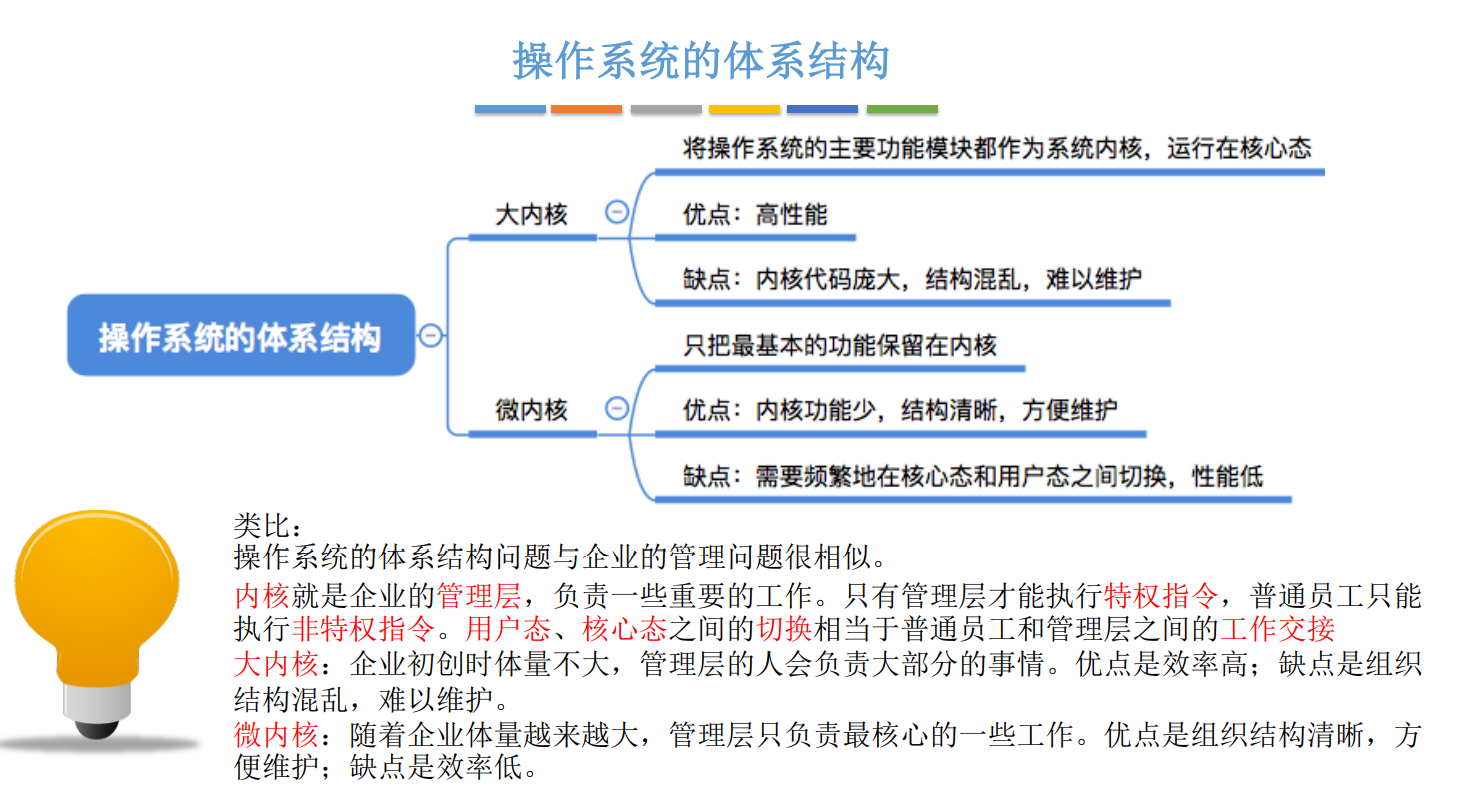 操作系统的体系结构
将操作系统的主要功能模块都作为系统内核，运行在核心态
大内核
优点：高性能
缺点：内核代码庞大，结构混乱，难以维护
操作系统的体系结构
只把最基本的功能保留在内核
微内核
优点：内核功能少，结构清晰，方便维护
缺点：需要频繁地在核心态和用户态之间切换，性能低
类比：
操作系统的体系结构问题与企业的管理问题很相似。
内核就是企业的管理层，负责一些重要的工作。只有管理层才能执行特权指令，普通员工只能
执行非特权指令。用户态、核心态之间的切换相当于普通员工和管理层之间的工作交接
大内核：企业初创时体量不大，管理层的人会负责大部分的事情。优点是效率高；缺点是组织
结构混乱，难以维护。
微内核：随着企业体量越来越大，管理层只负责最核心的一些工作。优点是组织结构清晰，方
便维护；缺点是效率低。